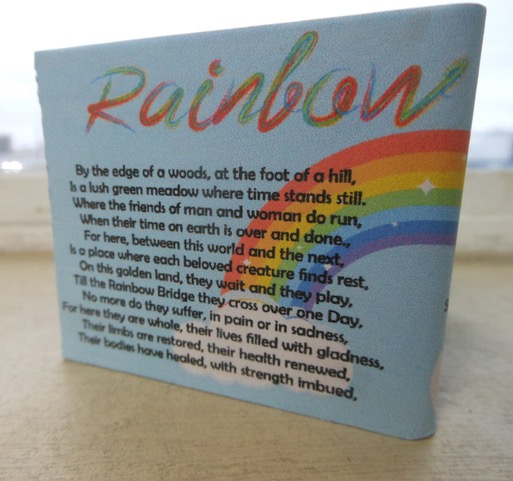 Rainbow
By the edge of a woods, at the foot of a hill,
Is a lush green meadow where time stands still.
Where the friends of man and woman do run,
When their time on earth is over and done.,
For here, between this world and the next,
Is a place where each beloved creature finds rest,
On this golden land, they wait and they play,
Till the Rainbow Bridge they cross over one Day,
No more do they suffer, in pain or in sadness,
For here they are whole, their lives filled with gladness,
Their limbs are restored, their health renewed,
Their bodies have healed, with strength imbued,